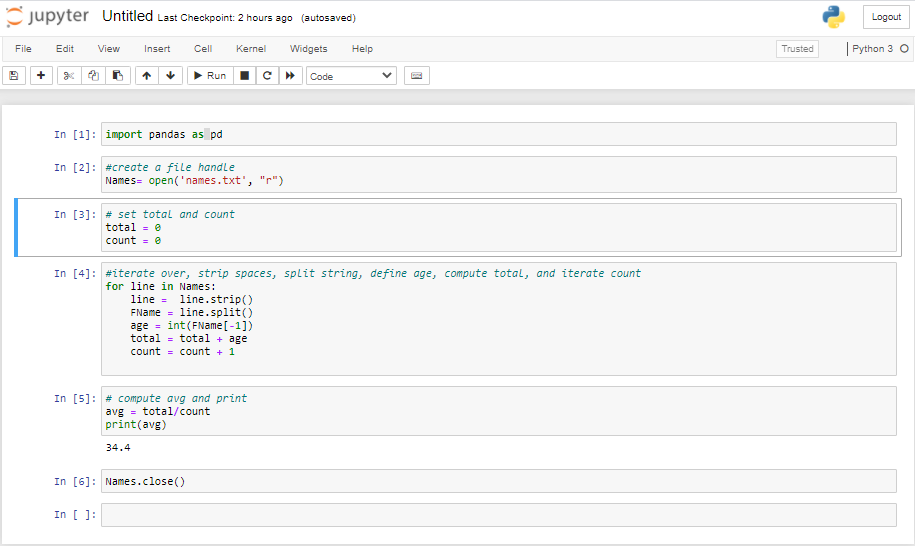 jupyter Untitled Last Checkpoint: 2 hours ago (autosaved)
Logout
File Edit View Insert Cell Kernel Widgets Help
Trusted Python 3
Run Code
In [1]: import pandas as pd
In [2]: #create a file handle
Names= open('names.txt', "r")
In [3]: # set total and count
total = 0
count = 0
In [4]: #iterate over, strip spaces, split string, define age, compute total, and iterate count
for line in Names:
    line =  line.strip()
    FName = line.split()
    age = int(FName[-1])
    total = total + age
    count = count + 1
In [5]: # compute avg and print
avg = total/count
print(avg)
34.4
In [6]: Names.close()
In [ ]: